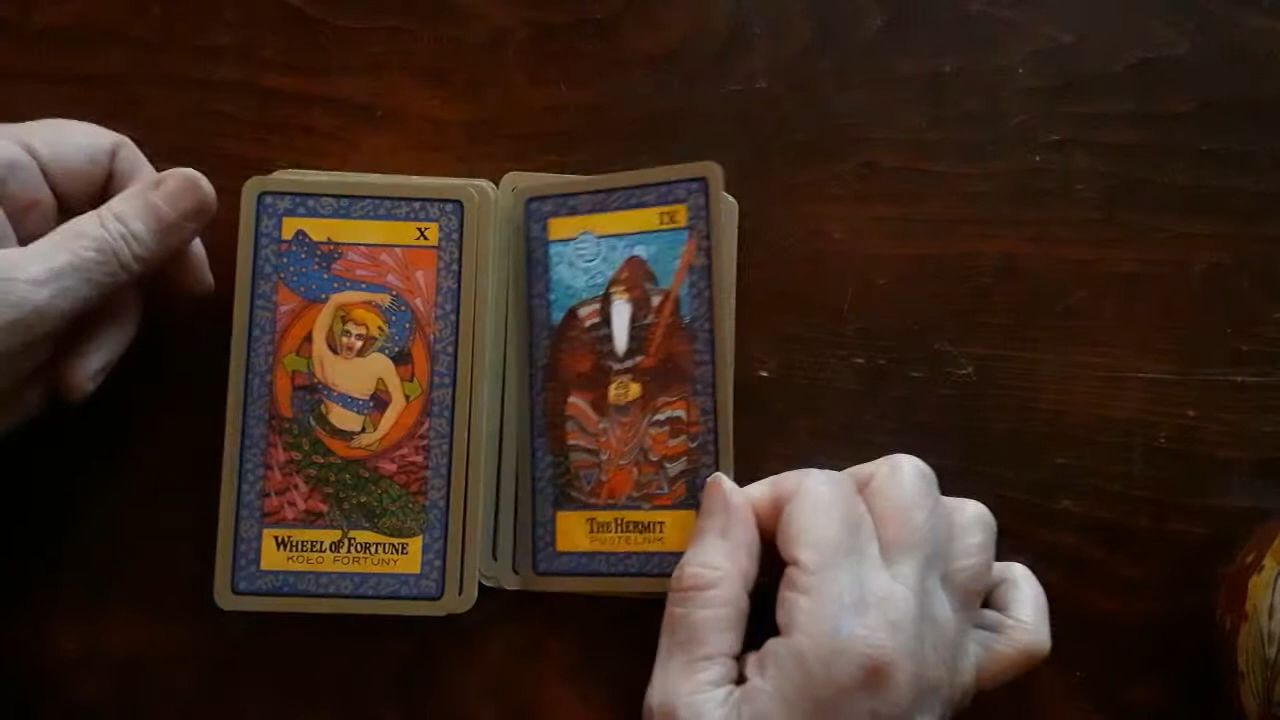 X
WHEEL OF FORTUNE
KOŁO FORTUNY
IX
THE HERMIT
PUSTELNIK